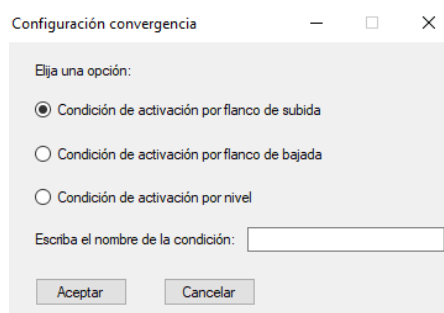 Configuración convergencia
Elija una opción:
Condición de activación por flanco de subida
Condición de activación por flanco de bajada
Condición de activación por nivel
Escriba el nombre de la condición:
Aceptar Cancelar